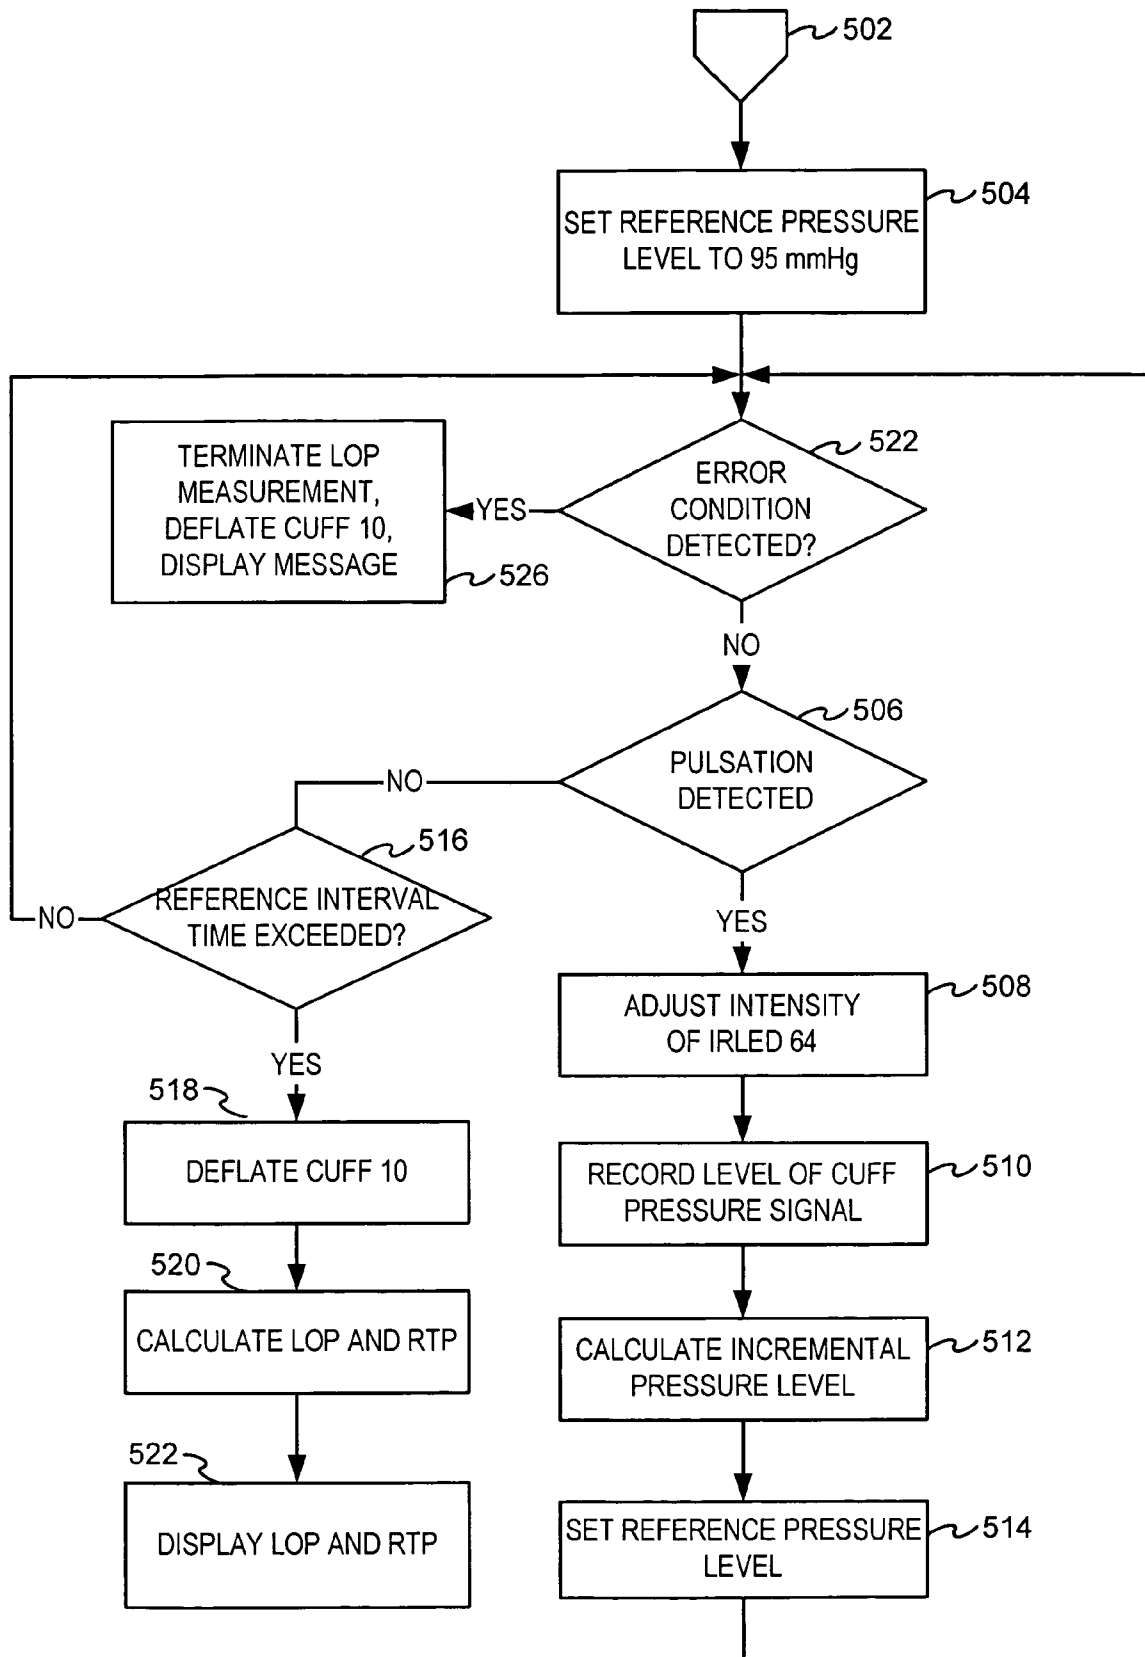 502
504
SET REFERENCE PRESSURE
LEVEL TO 95 mmHg
522
ERROR
CONDITION
DETECTED?
YES
TERMINATE LOP
MEASUREMENT,
DEFLATE CUFF 10,
DISPLAY MESSAGE
526
NO
506
PULSATION
DETECTED
NO
516
REFERENCE INTERVAL
TIME EXCEEDED?
NO
YES
YES
508
ADJUST INTENSITY
OF IRLED 64
518
DEFLATE CUFF 10
510
RECORD LEVEL OF CUFF
PRESSURE SIGNAL
520
CALCULATE LOP AND RTP
512
CALCULATE INCREMENTAL
PRESSURE LEVEL
522
DISPLAY LOP AND RTP
514
SET REFERENCE PRESSURE
LEVEL